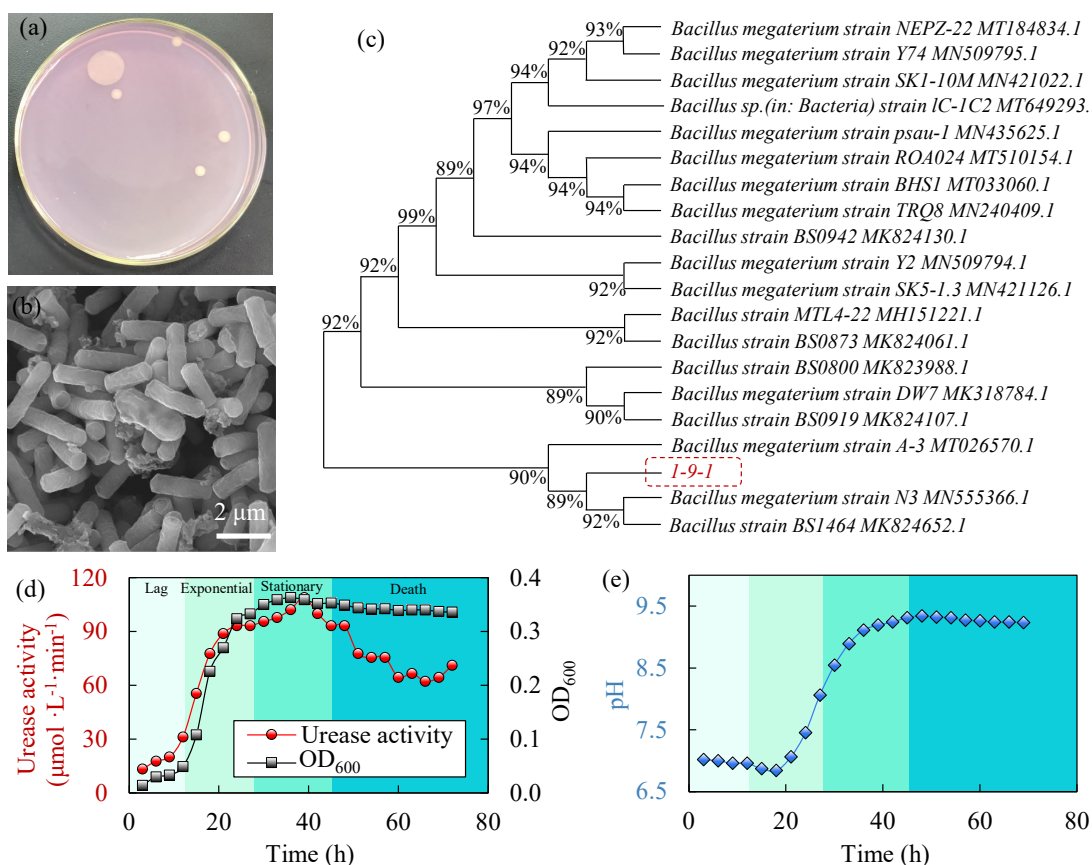 (a)
(b)
2 μm
(c)
93%
92%
94%
97%
94%
94%
94%
89%
99%
92%
92%
92%
92%
89%
90%
90%
89%
92%
Bacillus megaterium strain NEPZ-22 MT184834.1
Bacillus megaterium strain Y74 MN509795.1
Bacillus megaterium strain SK1-10M MN421022.1
Bacillus sp.(in: Bacteria) strain lC-1C2 MT649293.
Bacillus megaterium strain psau-1 MN435625.1
Bacillus megaterium strain ROA024 MT510154.1
Bacillus megaterium strain BHS1 MT033060.1
Bacillus megaterium strain TRQ8 MN240409.1
Bacillus strain BS0942 MK824130.1
Bacillus megaterium strain Y2 MN509794.1
Bacillus megaterium strain SK5-1.3 MN421126.1
Bacillus strain MTL4-22 MH151221.1
Bacillus strain BS0873 MK824061.1
Bacillus strain BS0800 MK823988.1
Bacillus megaterium strain DW7 MK318784.1
Bacillus strain BS0919 MK824107.1
Bacillus megaterium strain A-3 MT026570.1
1-9-1
Bacillus megaterium strain N3 MN555366.1
Bacillus strain BS1464 MK824652.1
(d)
Urease activity
(μmol ·L⁻¹·min⁻¹)
120
90
60
30
0
Lag
Exponential
Stationary
Death
Urease activity
OD₆₀₀
0.4
0.3
0.2
0.1
0.0
OD₆₀₀
0
20
40
60
80
Time (h)
(e)
pH
9.5
8.5
7.5
6.5
0
20
40
60
80
Time (h)